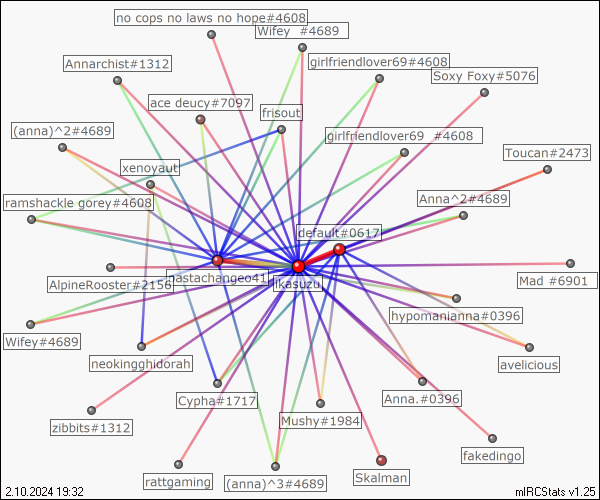 no cops no laws no hope#4608
Wifey #4689
Annarchist#1312
girlfriendlover69#4608
Soxy Foxy#5076
ace deucy#7097
frisout
(anna)^2#4689
girlfriendlover69 #4608
Toucan#2473
xenoyaut
ramshackle gorey#4608
Anna^2#4689
default#0617
AlpineRooster#2156
Mad #6901
hypomanianna#0396
Wifey#4689
neokingghidorah
avelicious
Cypha#1717
Anna.#0396
zibbits#1312
Mushy#1984
fakedingo
rattgaming
(anna)^3#4689
Skalman
2.10.2024 19:32
mIRCStats v1.25